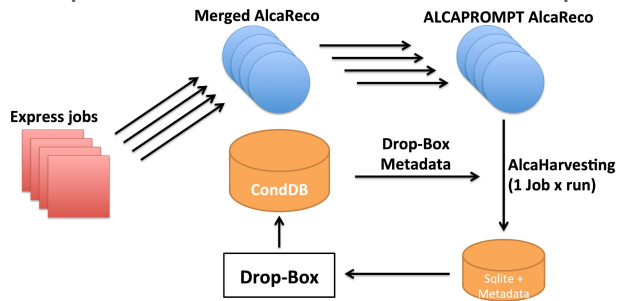 Merged AlcaReco
ALCAPROMPT AlcaReco
Express jobs
Drop-Box
Metadata
AlcaHarvesting
(1 Job x run)
CondDB
Drop-Box
Sqlite +
Metadata